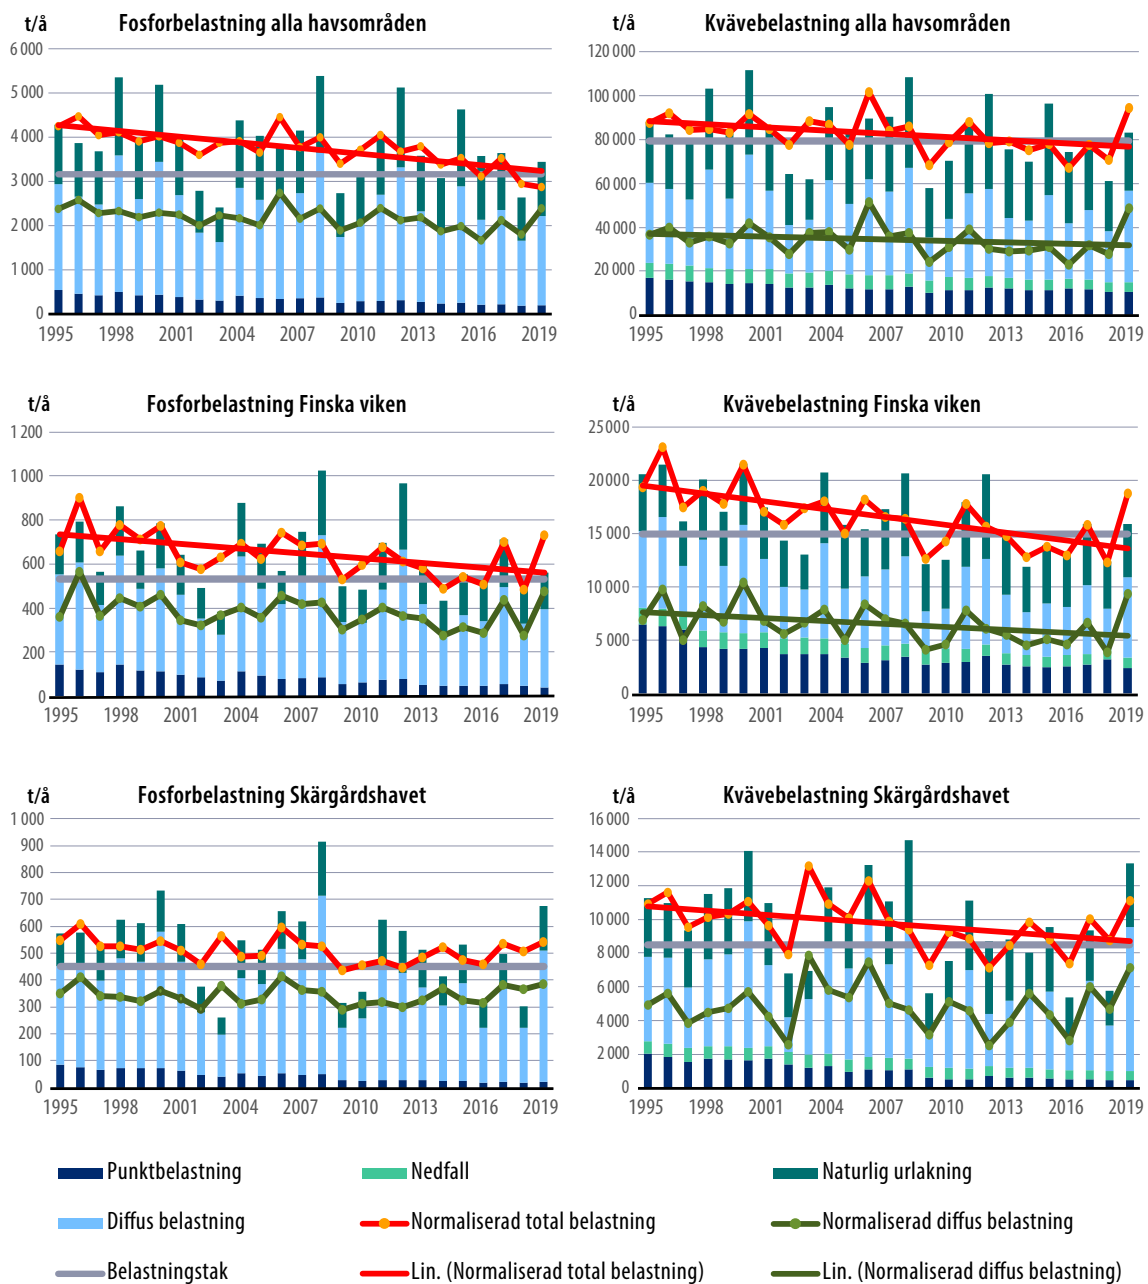 Fosforbelastning alla havsområden
t/å
6 000
5 000
4 000
3 000
2 000
1 000
0
1995 1998 2001 2004 2007 2010 2013 2016 2019
Kvävebelastning alla havsområden
t/å
120 000
100 000
80 000
60 000
40 000
20 000
0
1995 1998 2001 2004 2007 2010 2013 2016 2019
Fosforbelastning Finska viken
t/å
1 200
1 000
800
600
400
200
0
1995 1998 2001 2004 2007 2010 2013 2016 2019
Kvävebelastning Finska viken
t/å
25 000
20 000
15 000
10 000
5 000
0
1995 1998 2001 2004 2007 2010 2013 2016 2019
Fosforbelastning Skärgårdshavet
t/å
1 000
900
800
700
600
500
400
300
200
100
0
1995 1998 2001 2004 2007 2010 2013 2016 2019
Kvävebelastning Skärgårdshavet
t/å
16 000
14 000
12 000
10 000
8 000
6 000
4 000
2 000
0
1995 1998 2001 2004 2007 2010 2013 2016 2019
Punktbelastning
Nedfall
Naturlig urlakning
Diffus belastning
Normaliserad total belastning
Normaliserad diffus belastning
Belastningstak
Lin. (Normaliserad total belastning)
Lin. (Normaliserad diffus belastning)